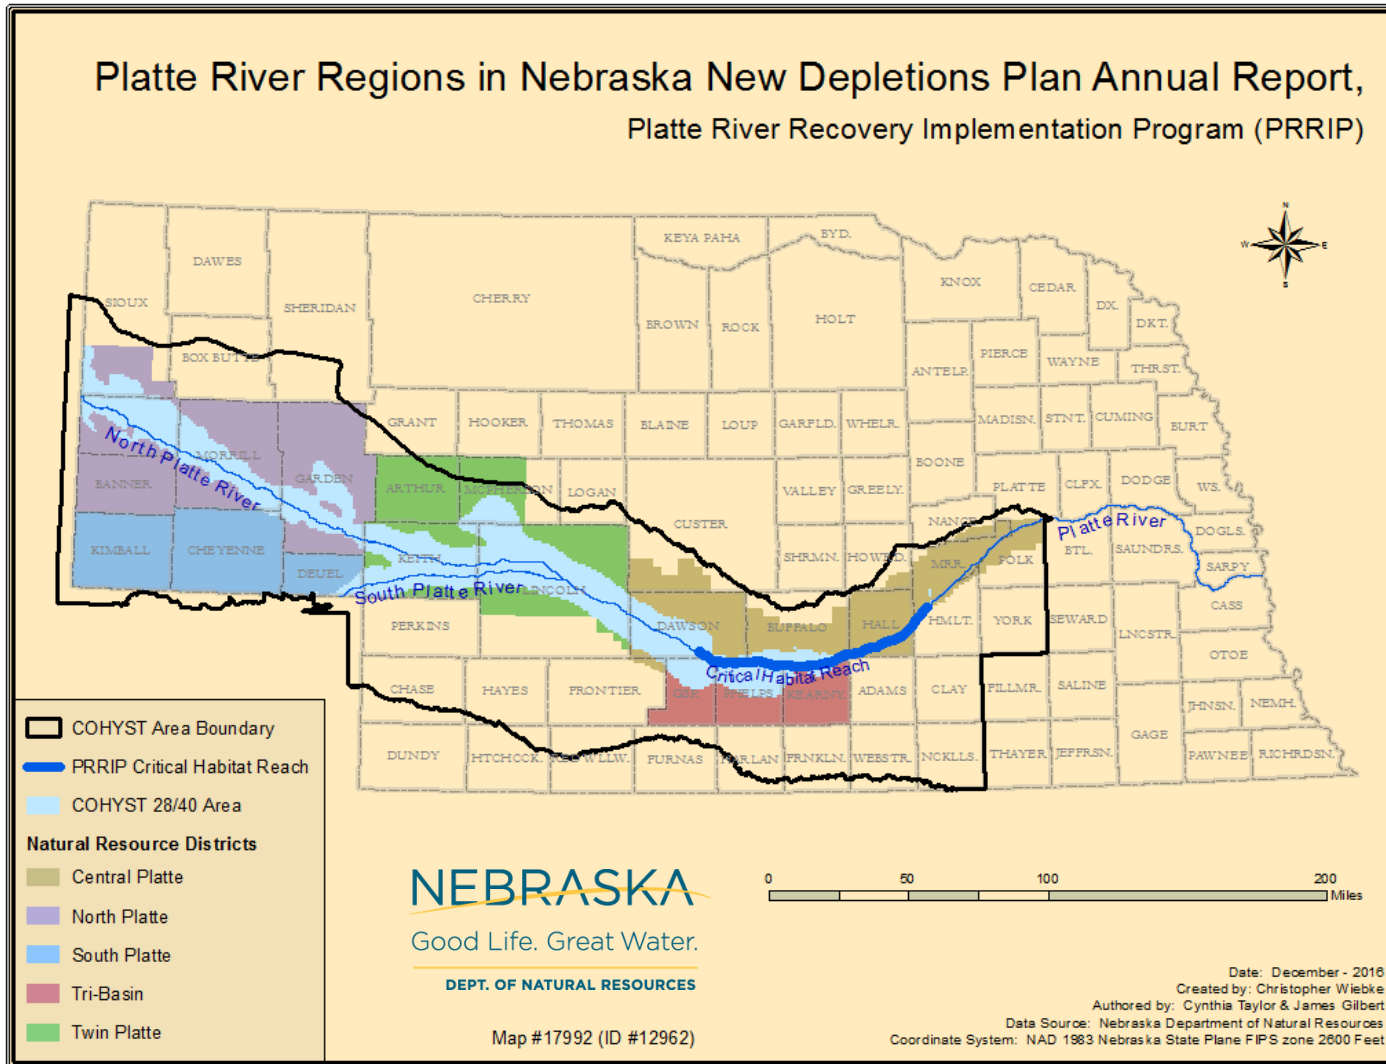 Platte River Regions in Nebraska New Depletions Plan Annual Report,
Platte River Recovery Implementation Program (PRRIP)
N
W E
S
KEYA PAHA
BYD.
DAWES
SIOUX
SHERIDAN
CHERRY
BROWN
ROCK
HOLT
KNOX
CEDAR
DX.
DKT.
BOX BUTTE
ANTELP.
PIERCE
WAYNE
THRST.
GRANT
HOOKER
THOMAS
BLAINE
LOUP
GARFLD.
WHELR.
MADISN.
STNT.
CUMING
BURT
North Platte River
MORRILL
BANNER
GARDEN
ARTHUR
MCPHERSON
LOGAN
CUSTER
VALLEY
GREELY.
BOONE
PLATTE
CLFX.
DODGE
WS.
NANCE
Platte River
DOGLS.
KIMBALL
CHEYENNE
DEUEL
KEITH
LINCOLN
South Platte River
SHRMN.
HOWRD.
MRR.
POLK
BTL.
SAUNDRS.
SARPY
CASS
PERKINS
DAWSON
BUFFALO
HALL
HMLT.
YORK
SEWARD
LNCSTR.
OTOE
Critical Habitat Reach
CHASE
HAYES
FRONTIER
GSP.
PHELPS
KEARNY.
ADAMS
CLAY
FILLMR.
SALINE
JHNSN.
NEMH.
DUNDY
HTCHCCK.
RED WLLW.
FURNAS
HARLAN
FRNKLN.
WEBSTR.
NCKLLS.
THAYER
JEFFRSN.
GAGE
PAWNEE
RICHRDSN.
COHYST Area Boundary
PRRIP Critical Habitat Reach
COHYST 28/40 Area
Natural Resource Districts
Central Platte
North Platte
South Platte
Tri-Basin
Twin Platte
NEBRASKA
Good Life. Great Water.
DEPT. OF NATURAL RESOURCES
Map #17992 (ID #12962)
0 50 100 200
Miles
Date: December - 2016
Created by: Christopher Wiebke
Authored by: Cynthia Taylor & James Gilbert
Data Source: Nebraska Department of Natural Resources
Coordinate System: NAD 1983 Nebraska State Plane FIPS zone 2600 Feet